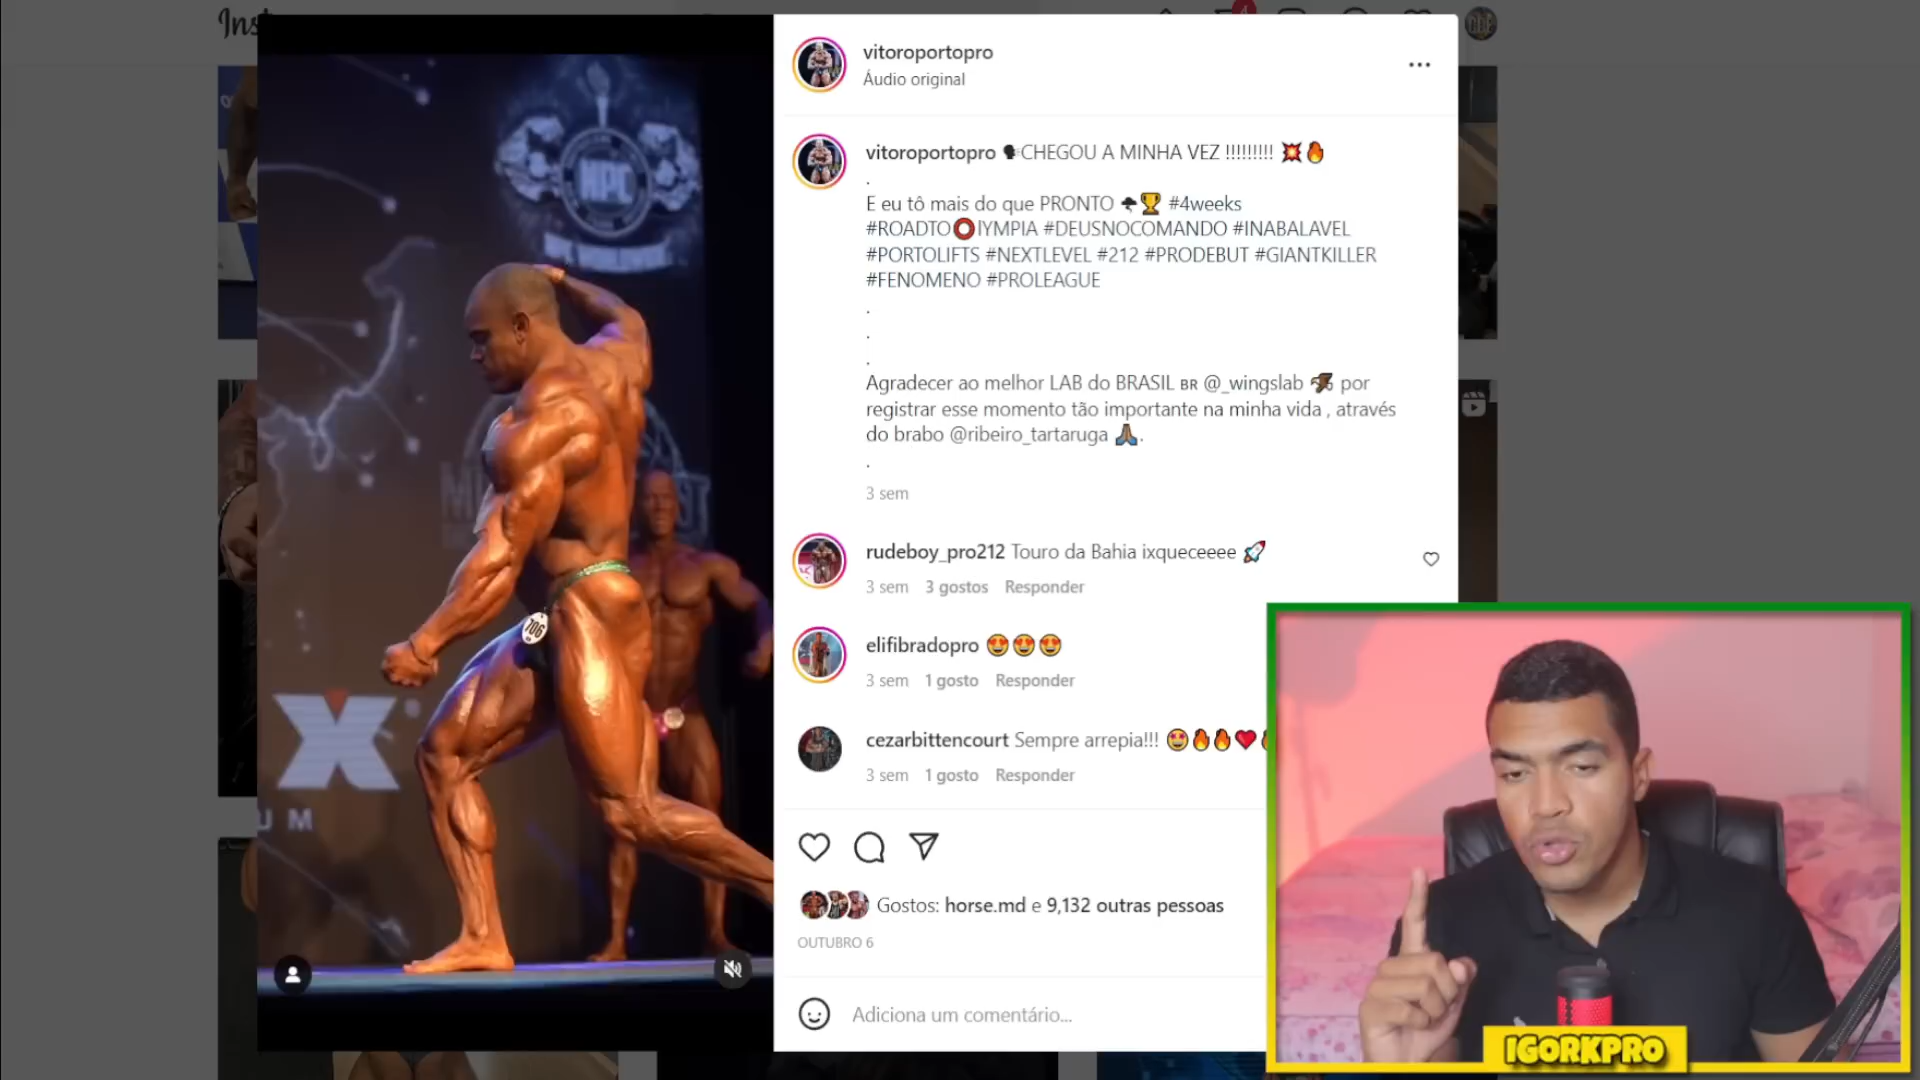 Inst
4
NPC
706
X
UM
vitoroportopro
Áudio original
vitoroportopro 🗣CHEGOU A MINHA VEZ !!!!!!!!! 💥🔥
.
E eu tô mais do que PRONTO 🌪🏆 #4weeks
#ROADTO⭕lYMPIA #DEUSNOCOMANDO #INABALAVEL
#PORTOLIFTS #NEXTLEVEL #212 #PRODEBUT #GIANTKILLER
#FENOMENO #PROLEAGUE
.
.
.
Agradecer ao melhor LAB do BRASIL BR @_wingslab 🦅 por
registrar esse momento tão importante na minha vida , através
do brabo @ribeiro_tartaruga 🙏🏽.
.
3 sem
rudeboy_pro212 Touro da Bahia ixqueceeee 🚀
3 sem 3 gostos Responder
elifibradopro 😍😍😍
3 sem 1 gosto Responder
cezarbittencourt Sempre arrepia!!! 🤩🔥🔥❤️
3 sem 1 gosto Responder
Gostos: horse.md e 9,132 outras pessoas
OUTUBRO 6
Adiciona um comentário...
IGORKPRO